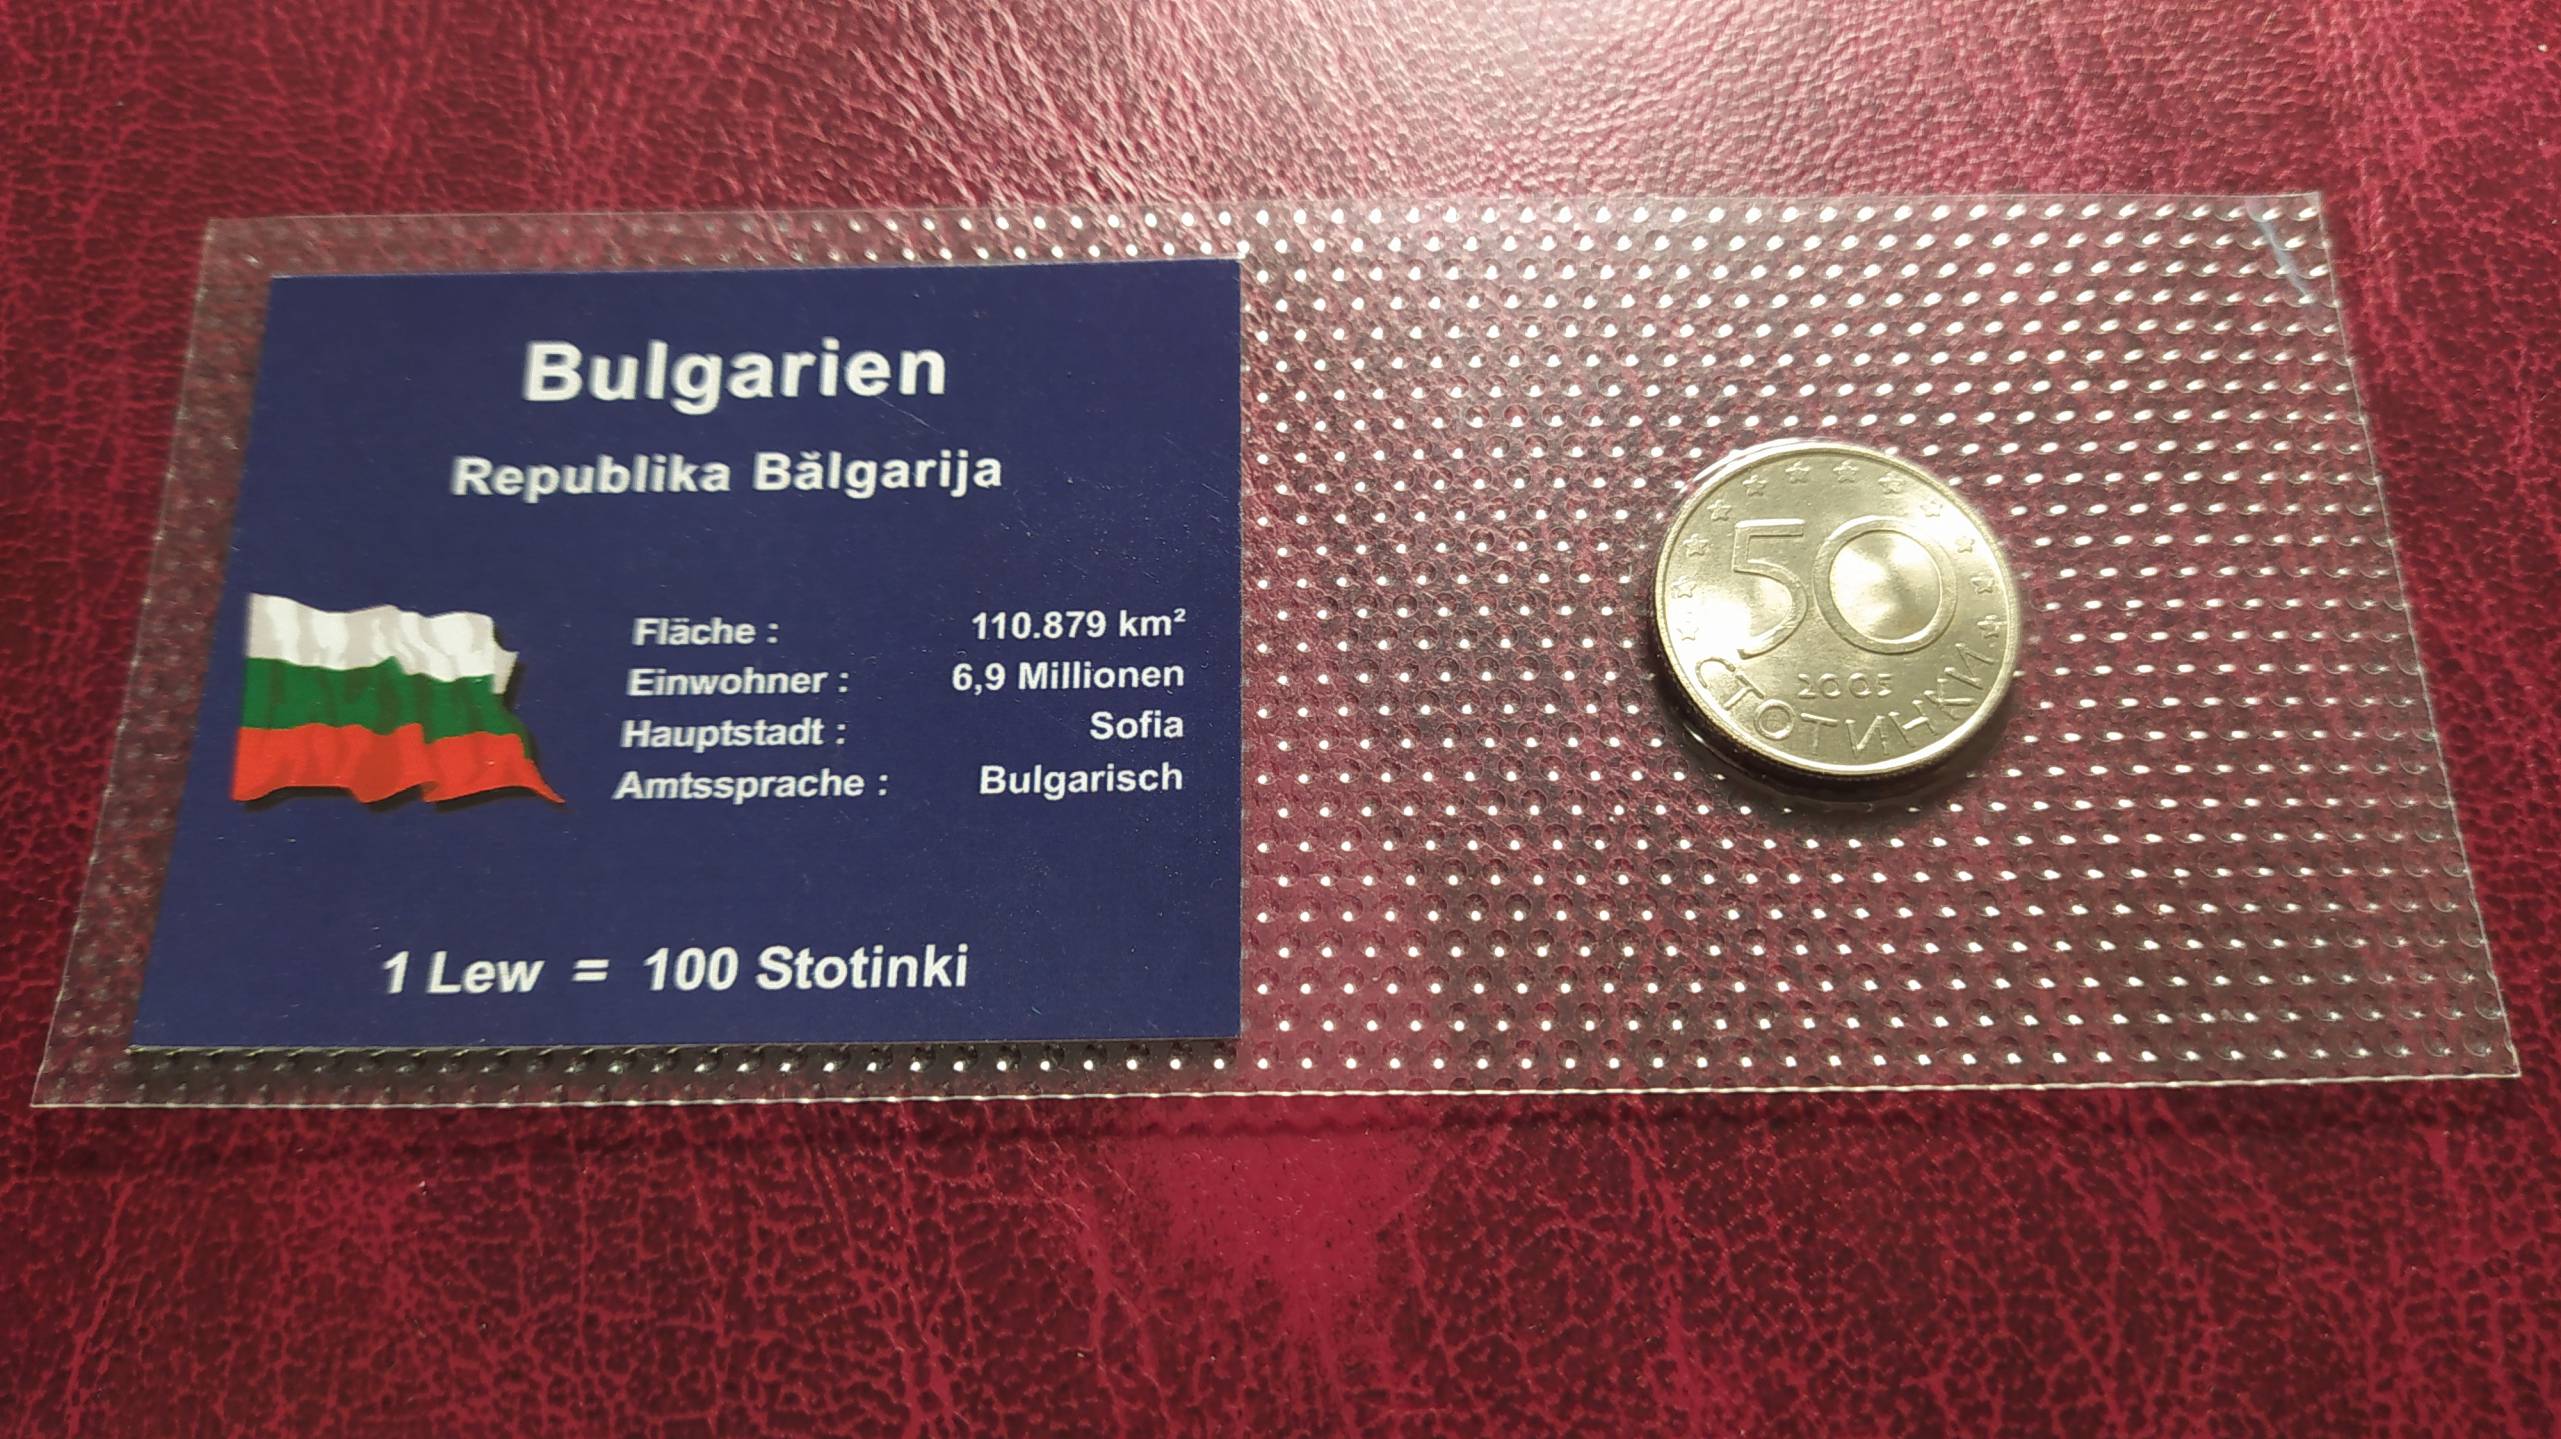 Bulgarien
Republika Bălgarija
Fläche : 110.879 km²
Einwohner : 6,9 Millionen
Hauptstadt : Sofia
Amtssprache : Bulgarisch
1 Lew = 100 Stotinki
50
2005
СТОТИНКИ